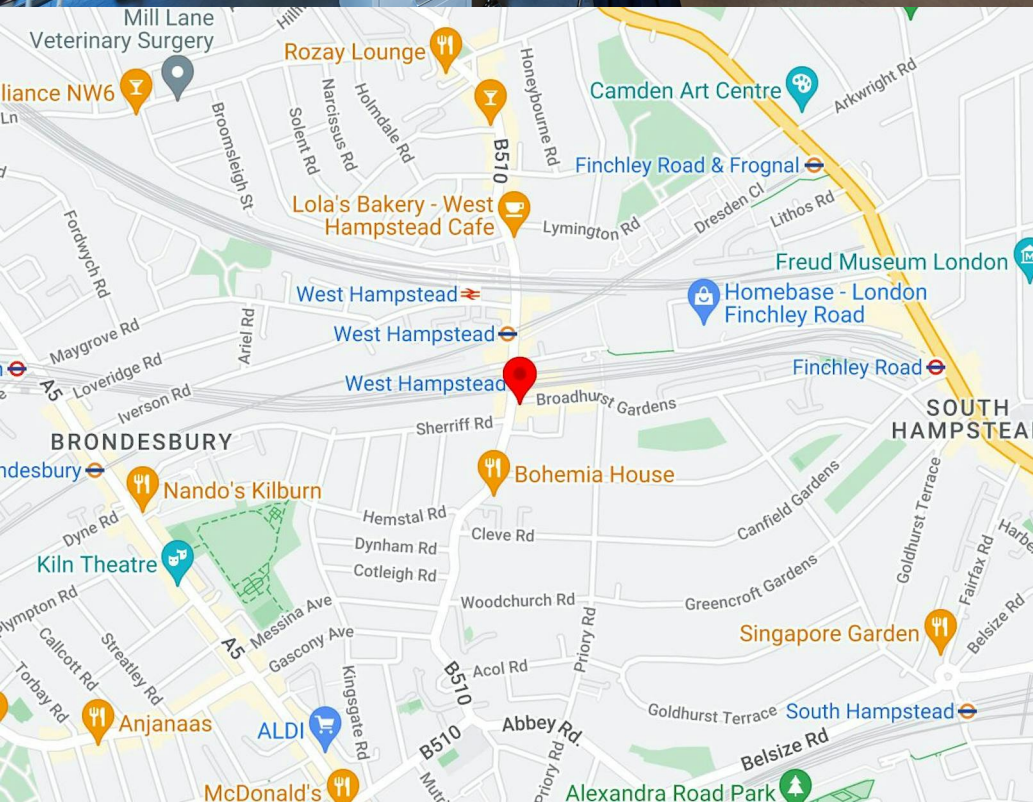 Mill Lane
Veterinary Surgery
Hill
Rozay Lounge
liance NW6
Ln
Broomsleigh St
Solent Rd
Narcissus Rd
Holmdale Rd
Honeybourne Rd
B510
Camden Art Centre
Arkwright Rd
Finchley Road & Frognal
Lola's Bakery - West
Hampstead Cafe
Lymington Rd
Dresden Cl
Lithos Rd
Fordwych Rd
Freud Museum London
West Hampstead
Homebase - London
Finchley Road
West Hampstead
Maygrove Rd
Ariel Rd
Loveridge Rd
Iverson Rd
A5
West Hampstead
Broadhurst Gardens
Finchley Road
SOUTH
HAMPSTEA
Sherriff Rd
BRONDESBURY
ndesbury
Nando's Kilburn
Bohemia House
Dyne Rd
Hemstal Rd
Cleve Rd
Canfield Gardens
Goldhurst Terrace
Harbe
Kiln Theatre
Dynham Rd
Cotleigh Rd
Fairfax Rd
Plympton Rd
Messina Ave
Woodchurch Rd
Greencroft Gardens
Callcott Rd
Streatley Rd
A5
Gascony Ave
Priory Rd
Singapore Garden
Belsize Rd
Torbay Rd
Kingsgate Rd
B510
Acol Rd
Anjanaas
ALDI
B510
Abbey Rd.
Goldhurst Terrace
South Hampstead
Belsize Rd
Priory Rd
McDonald's
Alexandra Road Park